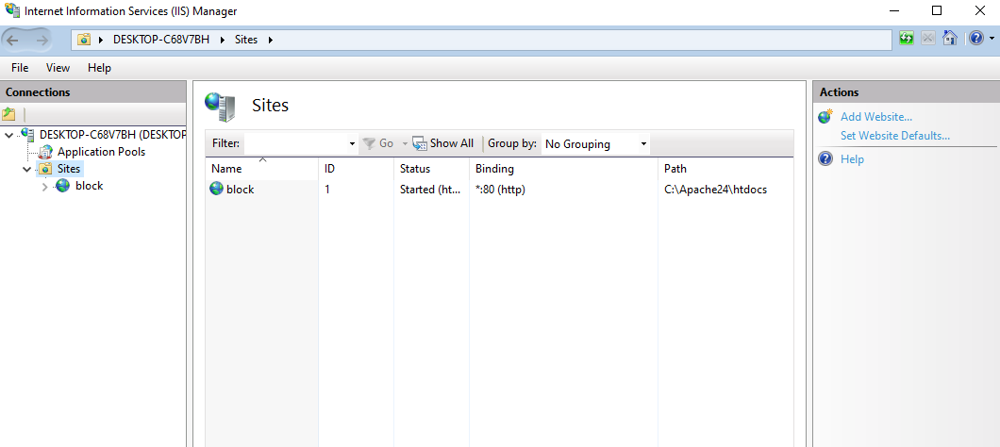 Internet Information Services (IIS) Manager
DESKTOP-C68V7BH Sites
File View Help
Connections
DESKTOP-C68V7BH (DESKTOP
Application Pools
Sites
block
Sites
Filter: Go Show All Group by: No Grouping
Name ID Status Binding Path
block 1 Started (ht... *:80 (http) C:\Apache24\htdocs
Actions
Add Website...
Set Website Defaults...
Help